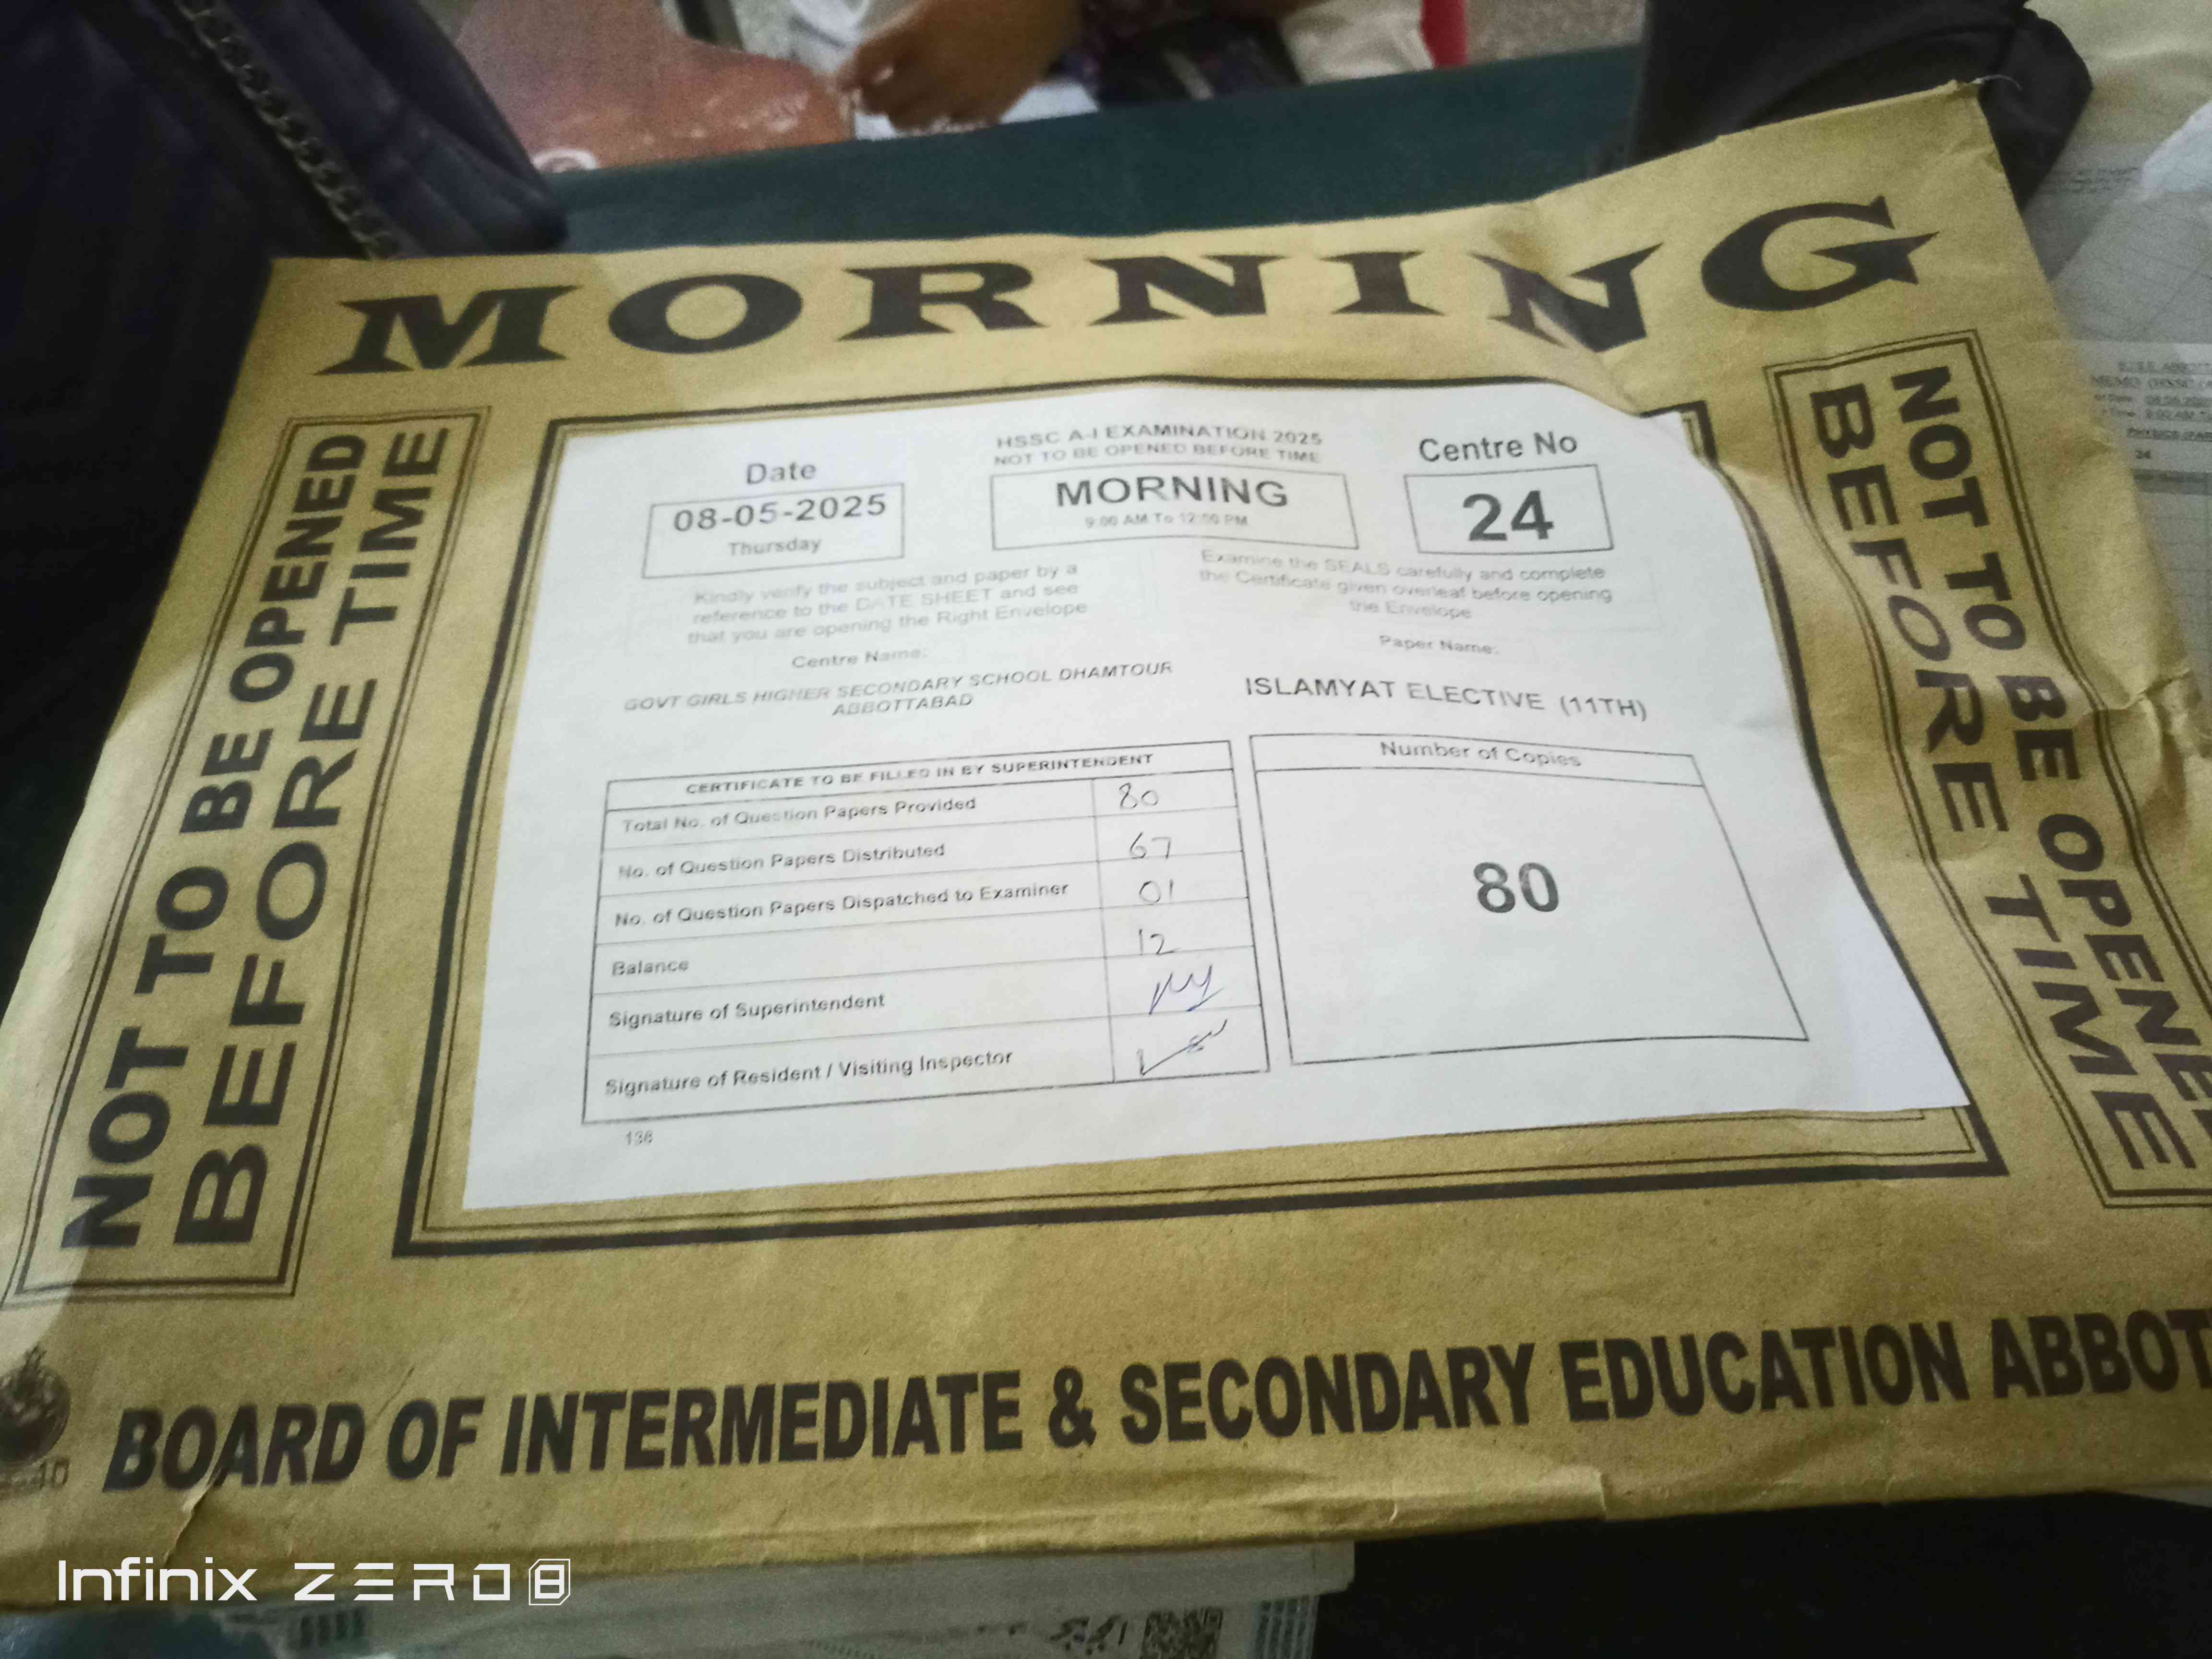 MORNING
NOT TO BE OPENED
BEFORE TIME
HSSC A-I EXAMINATION 2025
NOT TO BE OPENED BEFORE TIME
Date
08-05-2025
Thursday
MORNING
9:00 AM To 12:00 PM
Centre No
24
Kindly verify the subject and paper by a
reference to the DATE SHEET and see
that you are opening the Right Envelope
Examine the SEALS carefully and complete
the Certificate given overleaf before opening
the Envelope
Centre Name:
GOVT GIRLS HIGHER SECONDARY SCHOOL DHAMTOUR
ABBOTTABAD
Paper Name:
ISLAMYAT ELECTIVE (11TH)
CERTIFICATE TO BE FILLED IN BY SUPERINTENDENT
Total No. of Question Papers Provided 80
No. of Question Papers Distributed 67
No. of Question Papers Dispatched to Examiner 01
Balance 12
Signature of Superintendent
Signature of Resident / Visiting Inspector
Number of Copies
80
136
NOT TO BE OPENE
BEFORE TIME
BOARD OF INTERMEDIATE & SECONDARY EDUCATION ABBOT
MEMO (HSSC
24
Infinix ZERO 8